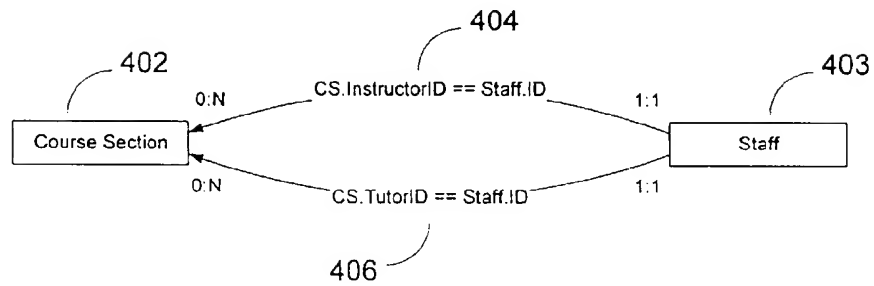 404
402
403
CS.InstructorID == Staff.ID
0:N
1:1
Course Section
Staff
0:N
1:1
CS.TutorID == Staff.ID
406